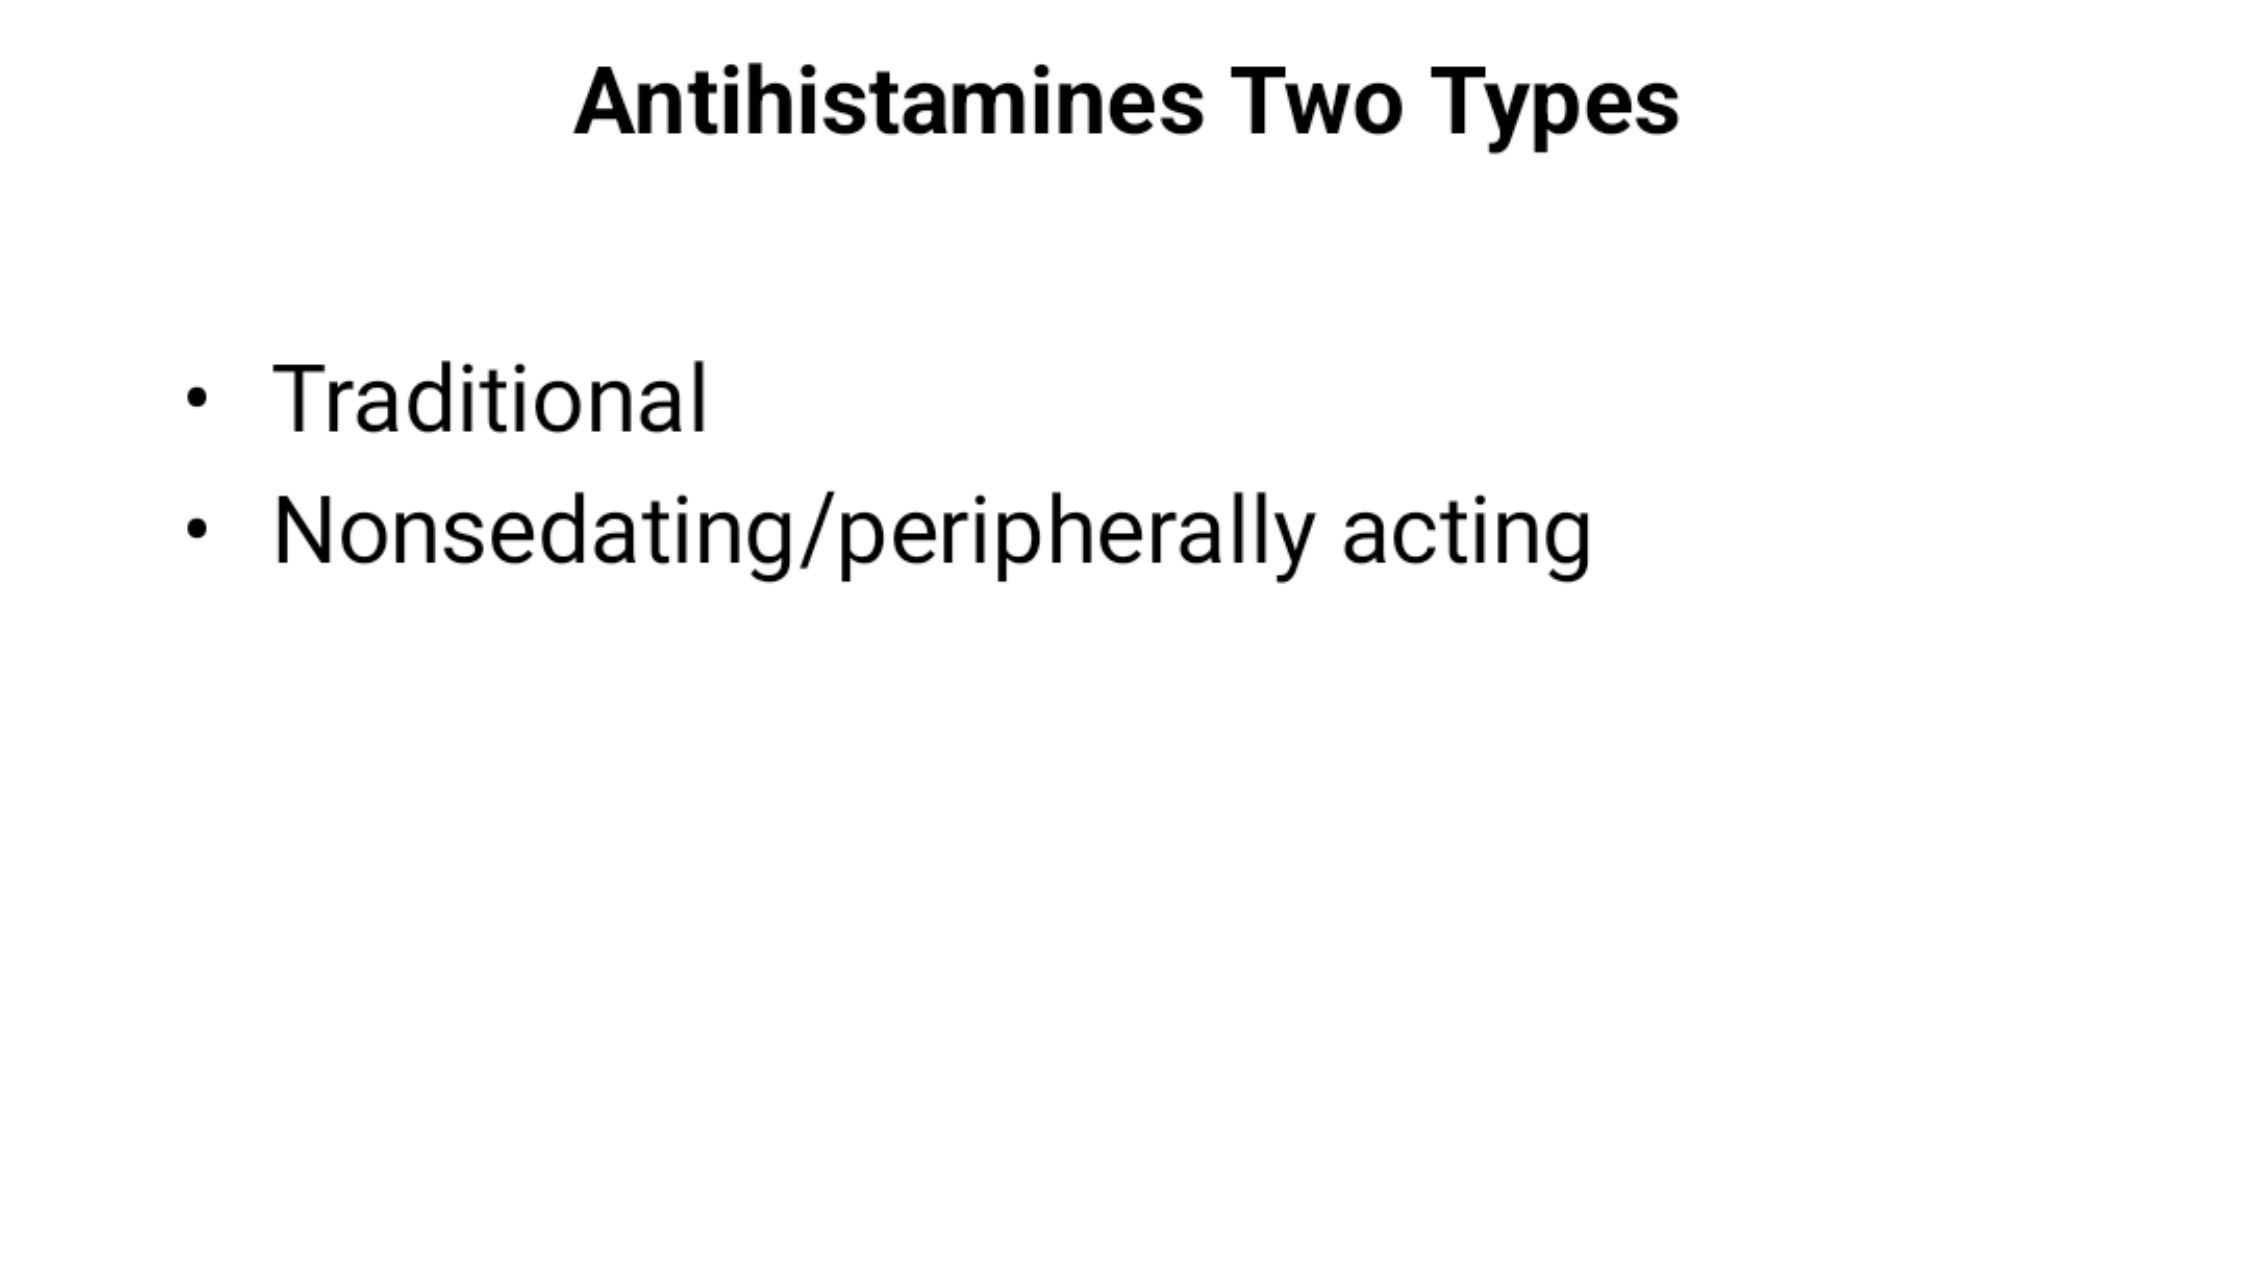 Antihistamines Two Types
• Traditional
• Nonsedating/peripherally acting